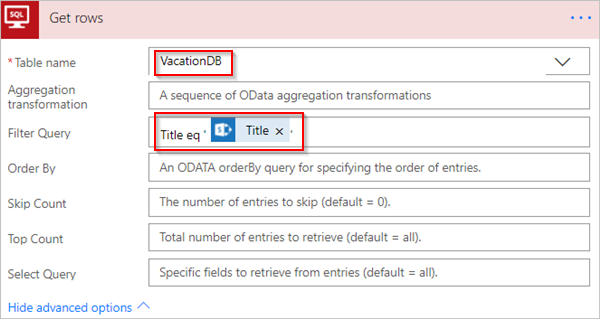 SQL Get rows ...
* Table name VacationDB
Aggregation
transformation A sequence of OData aggregation transformations
Filter Query Title eq ' S Title × '
Order By An ODATA orderBy query for specifying the order of entries.
Skip Count The number of entries to skip (default = 0).
Top Count Total number of entries to retrieve (default = all).
Select Query Specific fields to retrieve from entries (default = all).
Hide advanced options